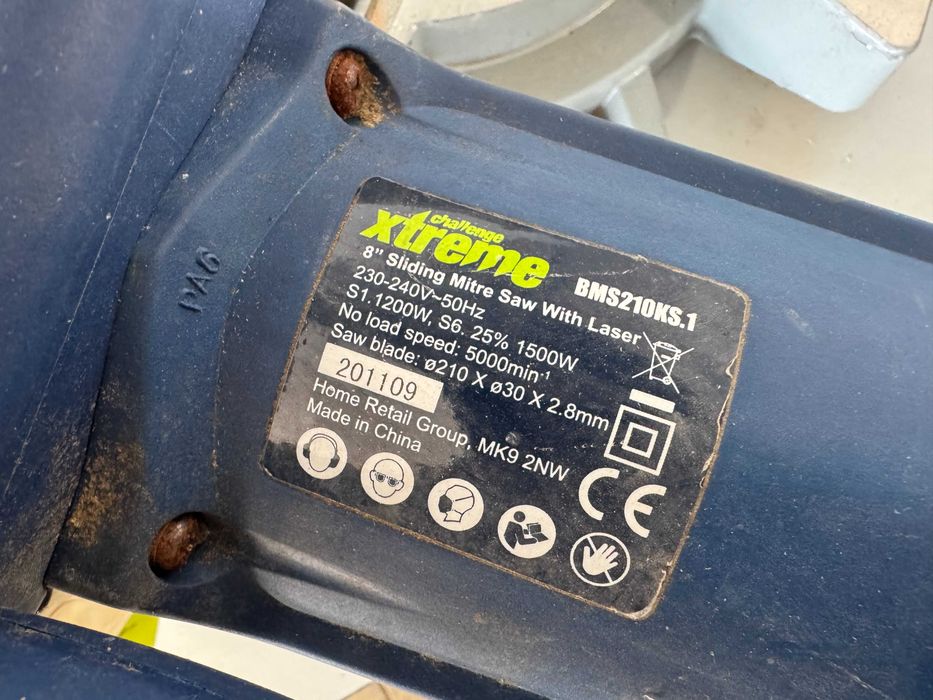 PA6
challenge
xtreme
BMS210KS.1
8" Sliding Mitre Saw With Laser
230-240V~50Hz
S1.1200W, S6. 25% 1500W
No load speed: 5000min⁻¹
Saw blade: ø210 X ø30 X 2.8mm
201109
Home Retail Group, MK9 2NW
Made in China
CE